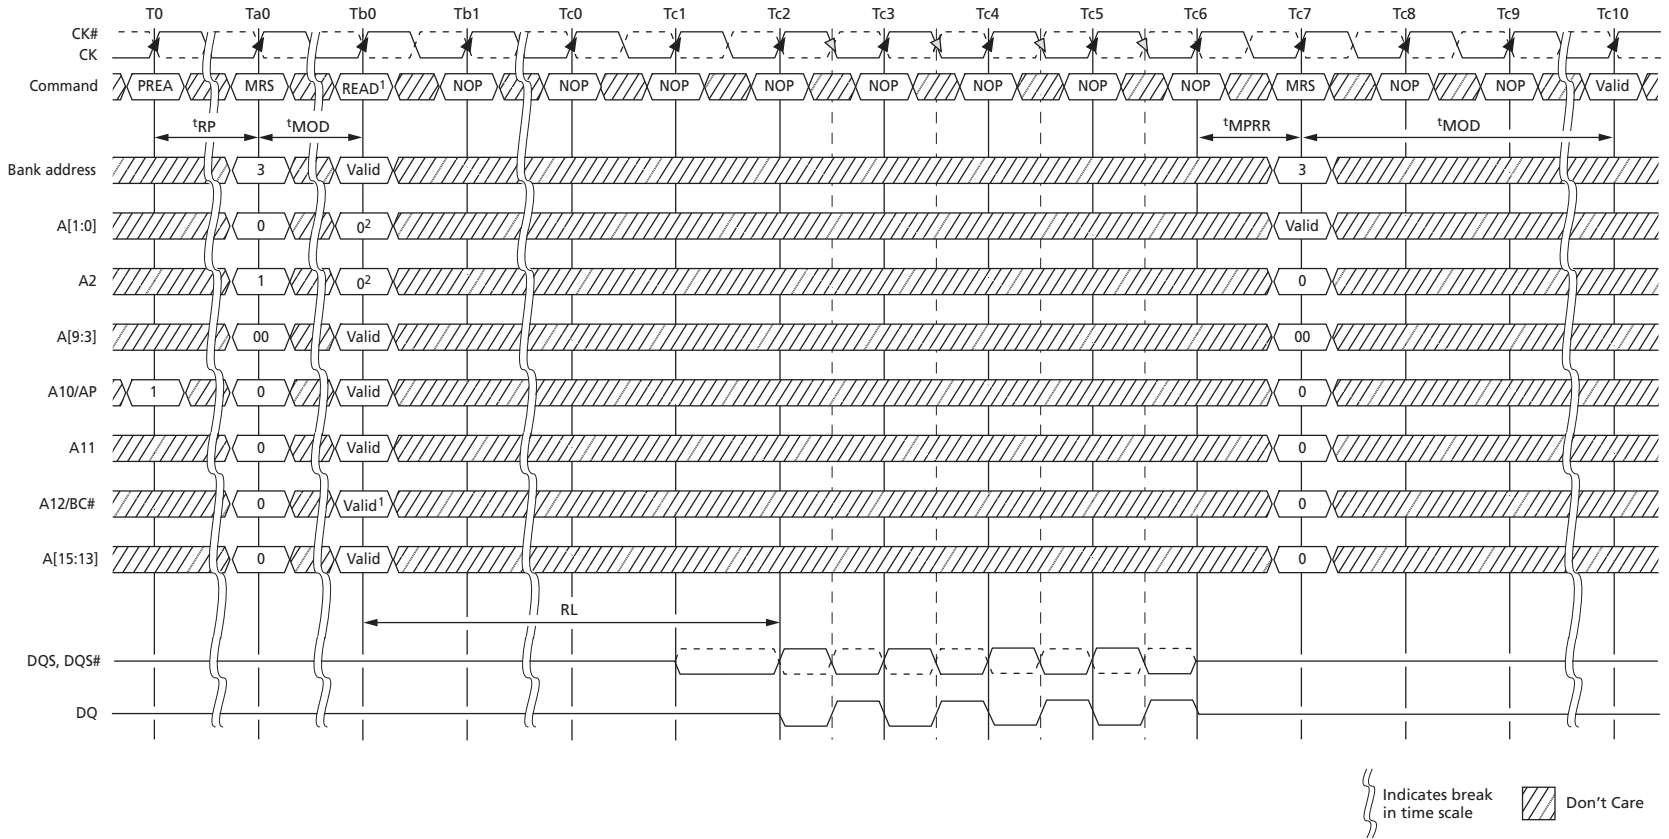 T0 Ta0 Tb0 Tb1 Tc0 Tc1 Tc2 Tc3 Tc4 Tc5 Tc6 Tc7 Tc8 Tc9 Tc10
CK#
CK
Command PREA MRS READ1 NOP NOP NOP NOP NOP NOP NOP NOP MRS NOP NOP Valid
tRP tMOD tMPRR tMOD
Bank address 3 Valid 3
A[1:0] 0 02 Valid
A2 1 02 0
A[9:3] 00 Valid 00
A10/AP 1 0 Valid 0
A11 0 Valid 0
A12/BC# 0 Valid1 0
A[15:13] 0 Valid 0
RL
DQS, DQS#
DQ
Indicates break
in time scale
Don't Care